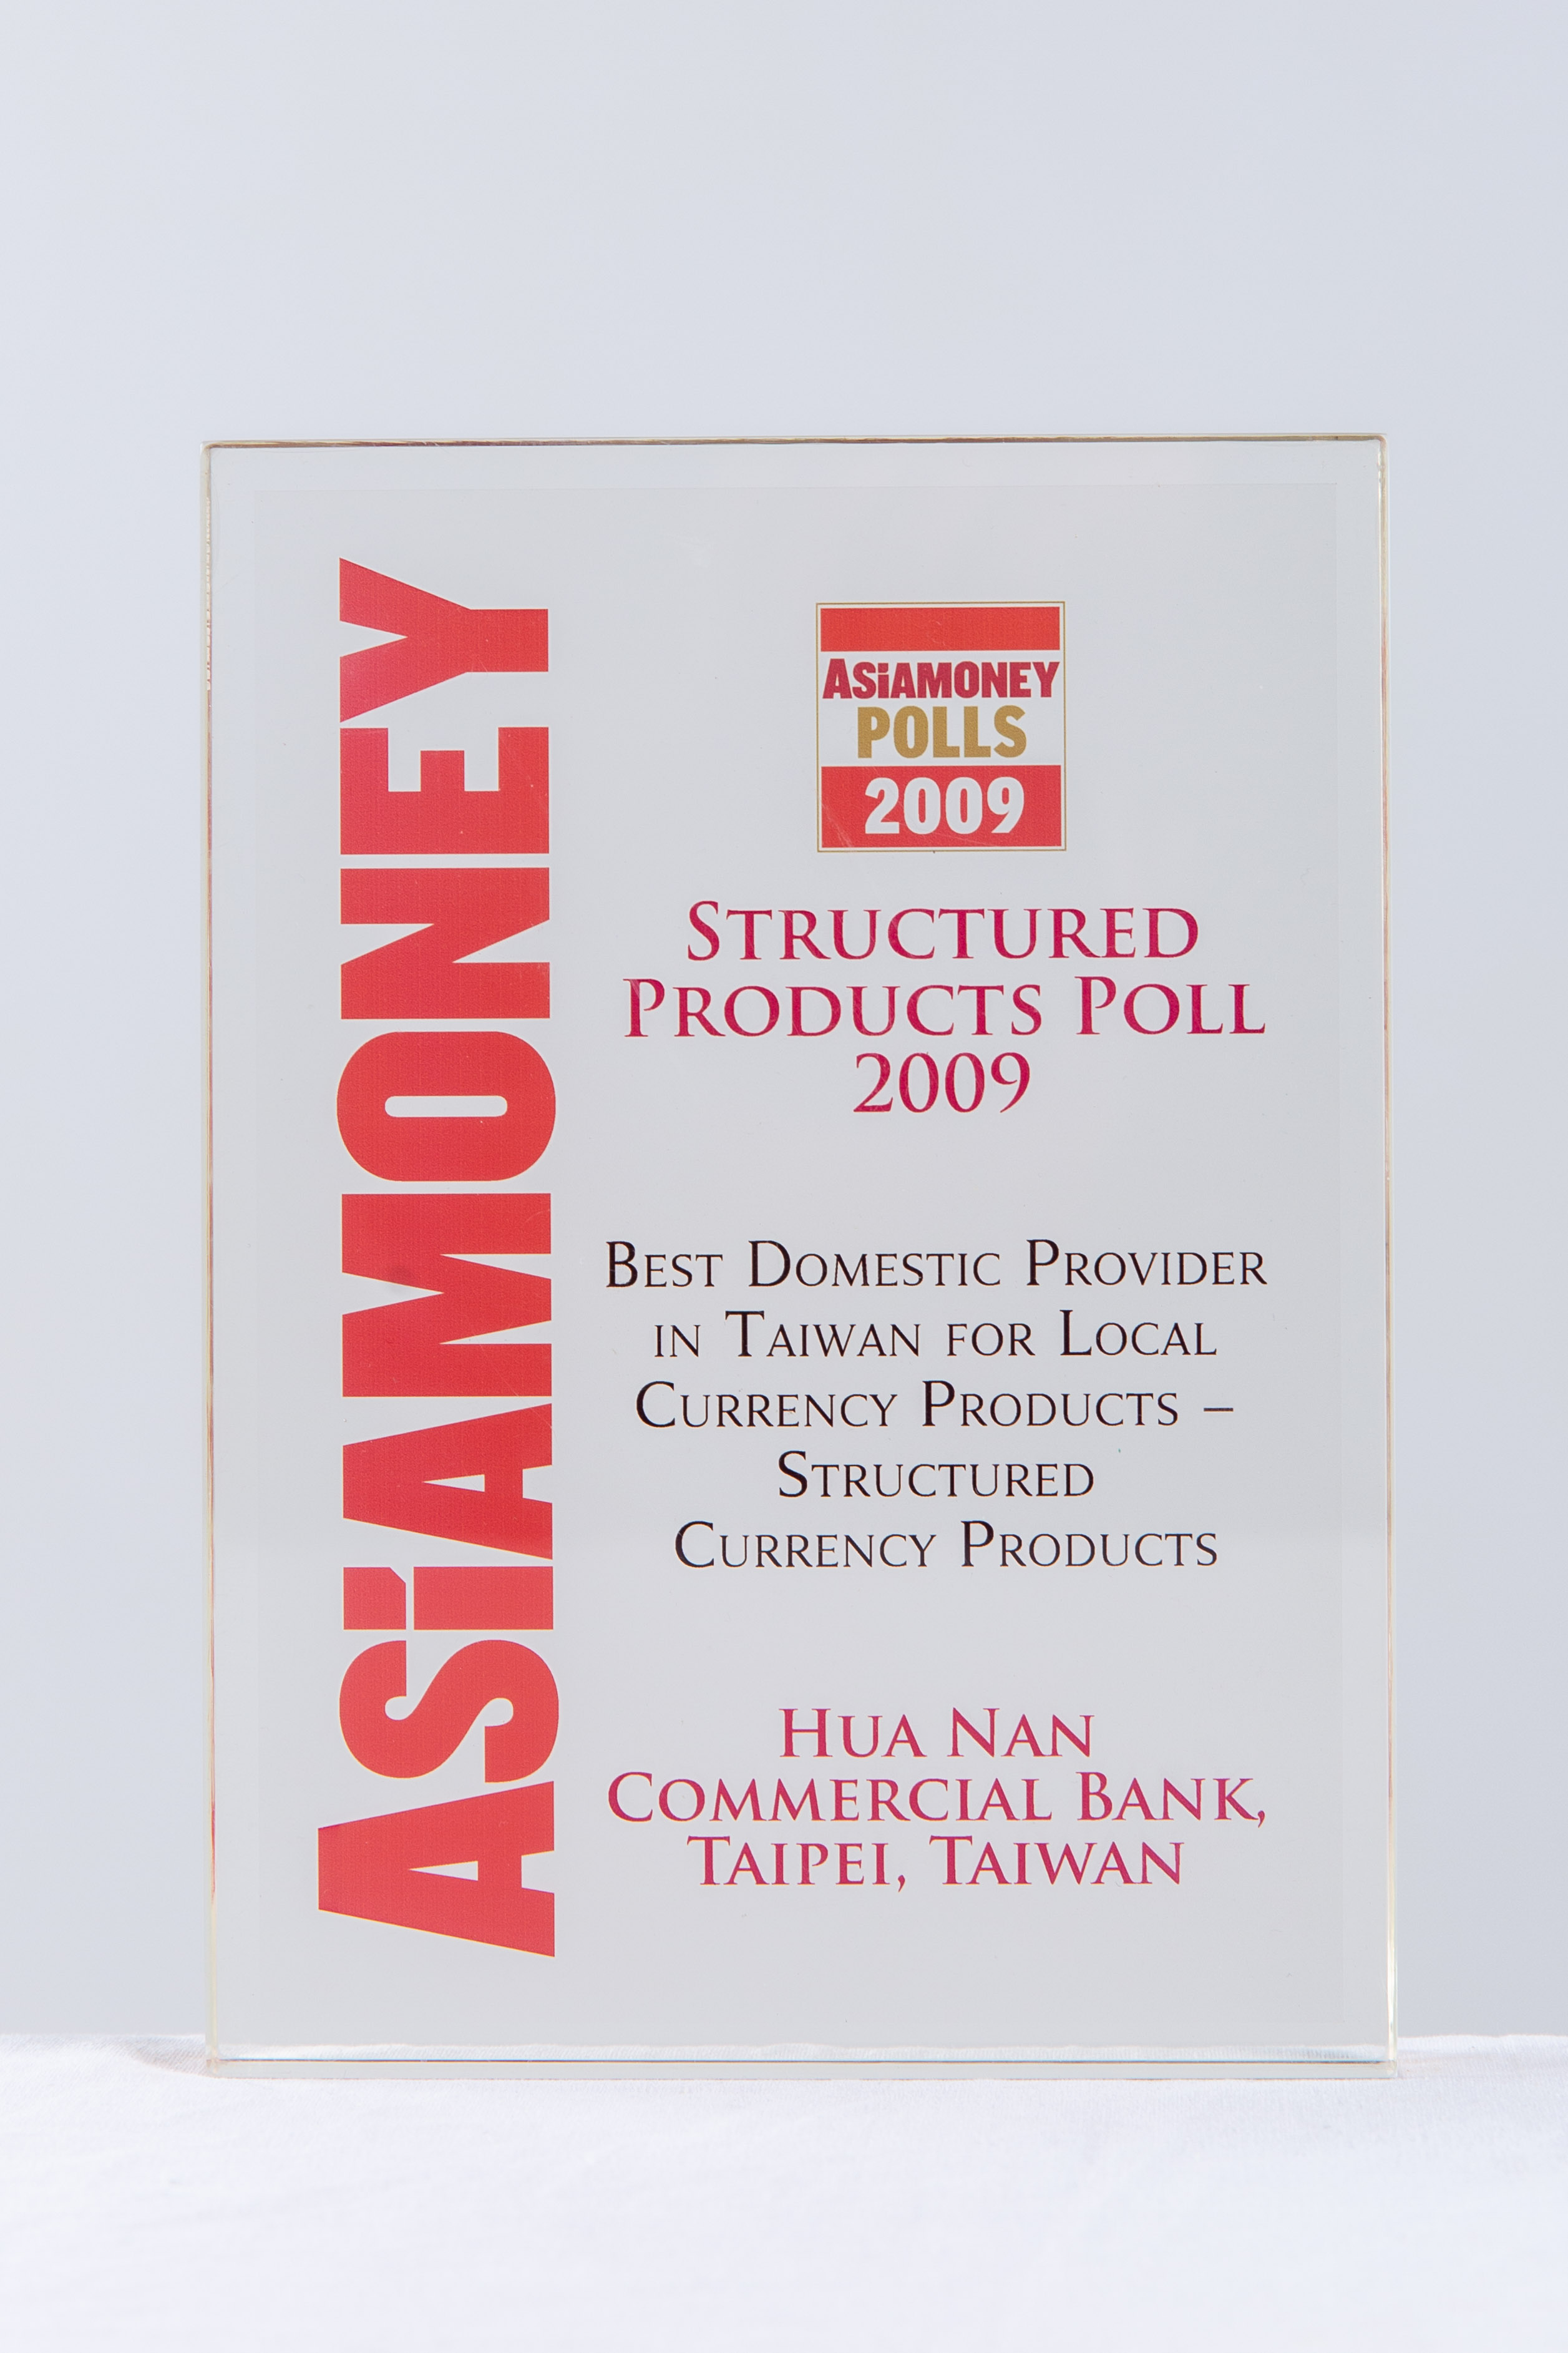 ASiAMONEY
ASiAMONEY
POLLS
2009
STRUCTURED
PRODUCTS POLL
2009
BEST DOMESTIC PROVIDER
IN TAIWAN FOR LOCAL
CURRENCY PRODUCTS –
STRUCTURED
CURRENCY PRODUCTS
HUA NAN
COMMERCIAL BANK,
TAIPEI, TAIWAN